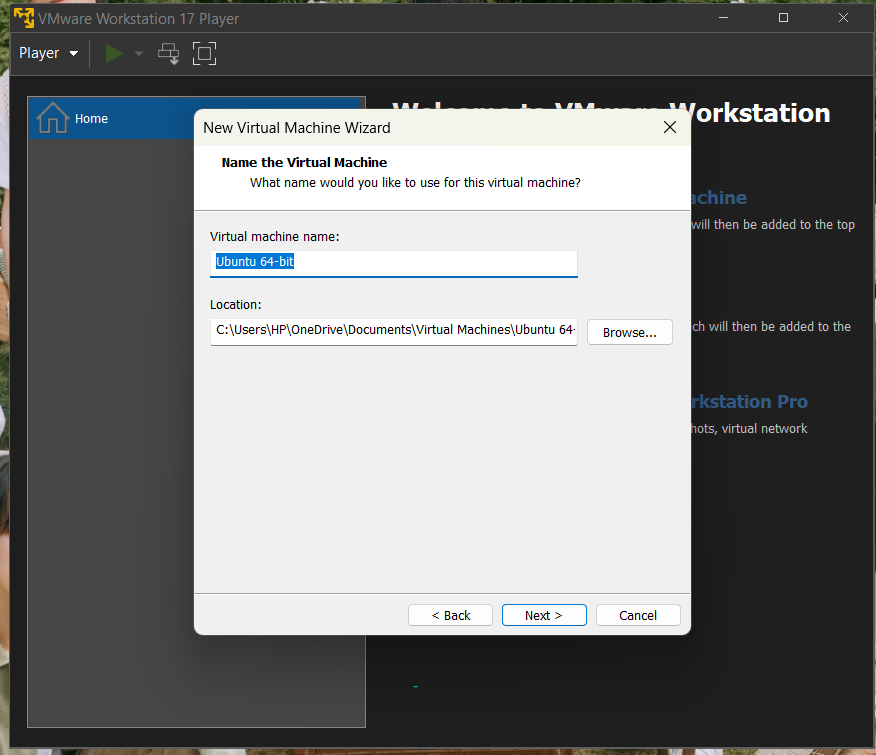 VMware Workstation 17 Player
Player
Home
Welcome to VMware Workstation
New Virtual Machine Wizard
Name the Virtual Machine
What name would you like to use for this virtual machine?
achine
will then be added to the top
Virtual machine name:
Ubuntu 64-bit
Location:
C:\Users\HP\OneDrive\Documents\Virtual Machines\Ubuntu 64-
Browse...
ch will then be added to the
rkstation Pro
hots, virtual network
< Back
Next >
Cancel